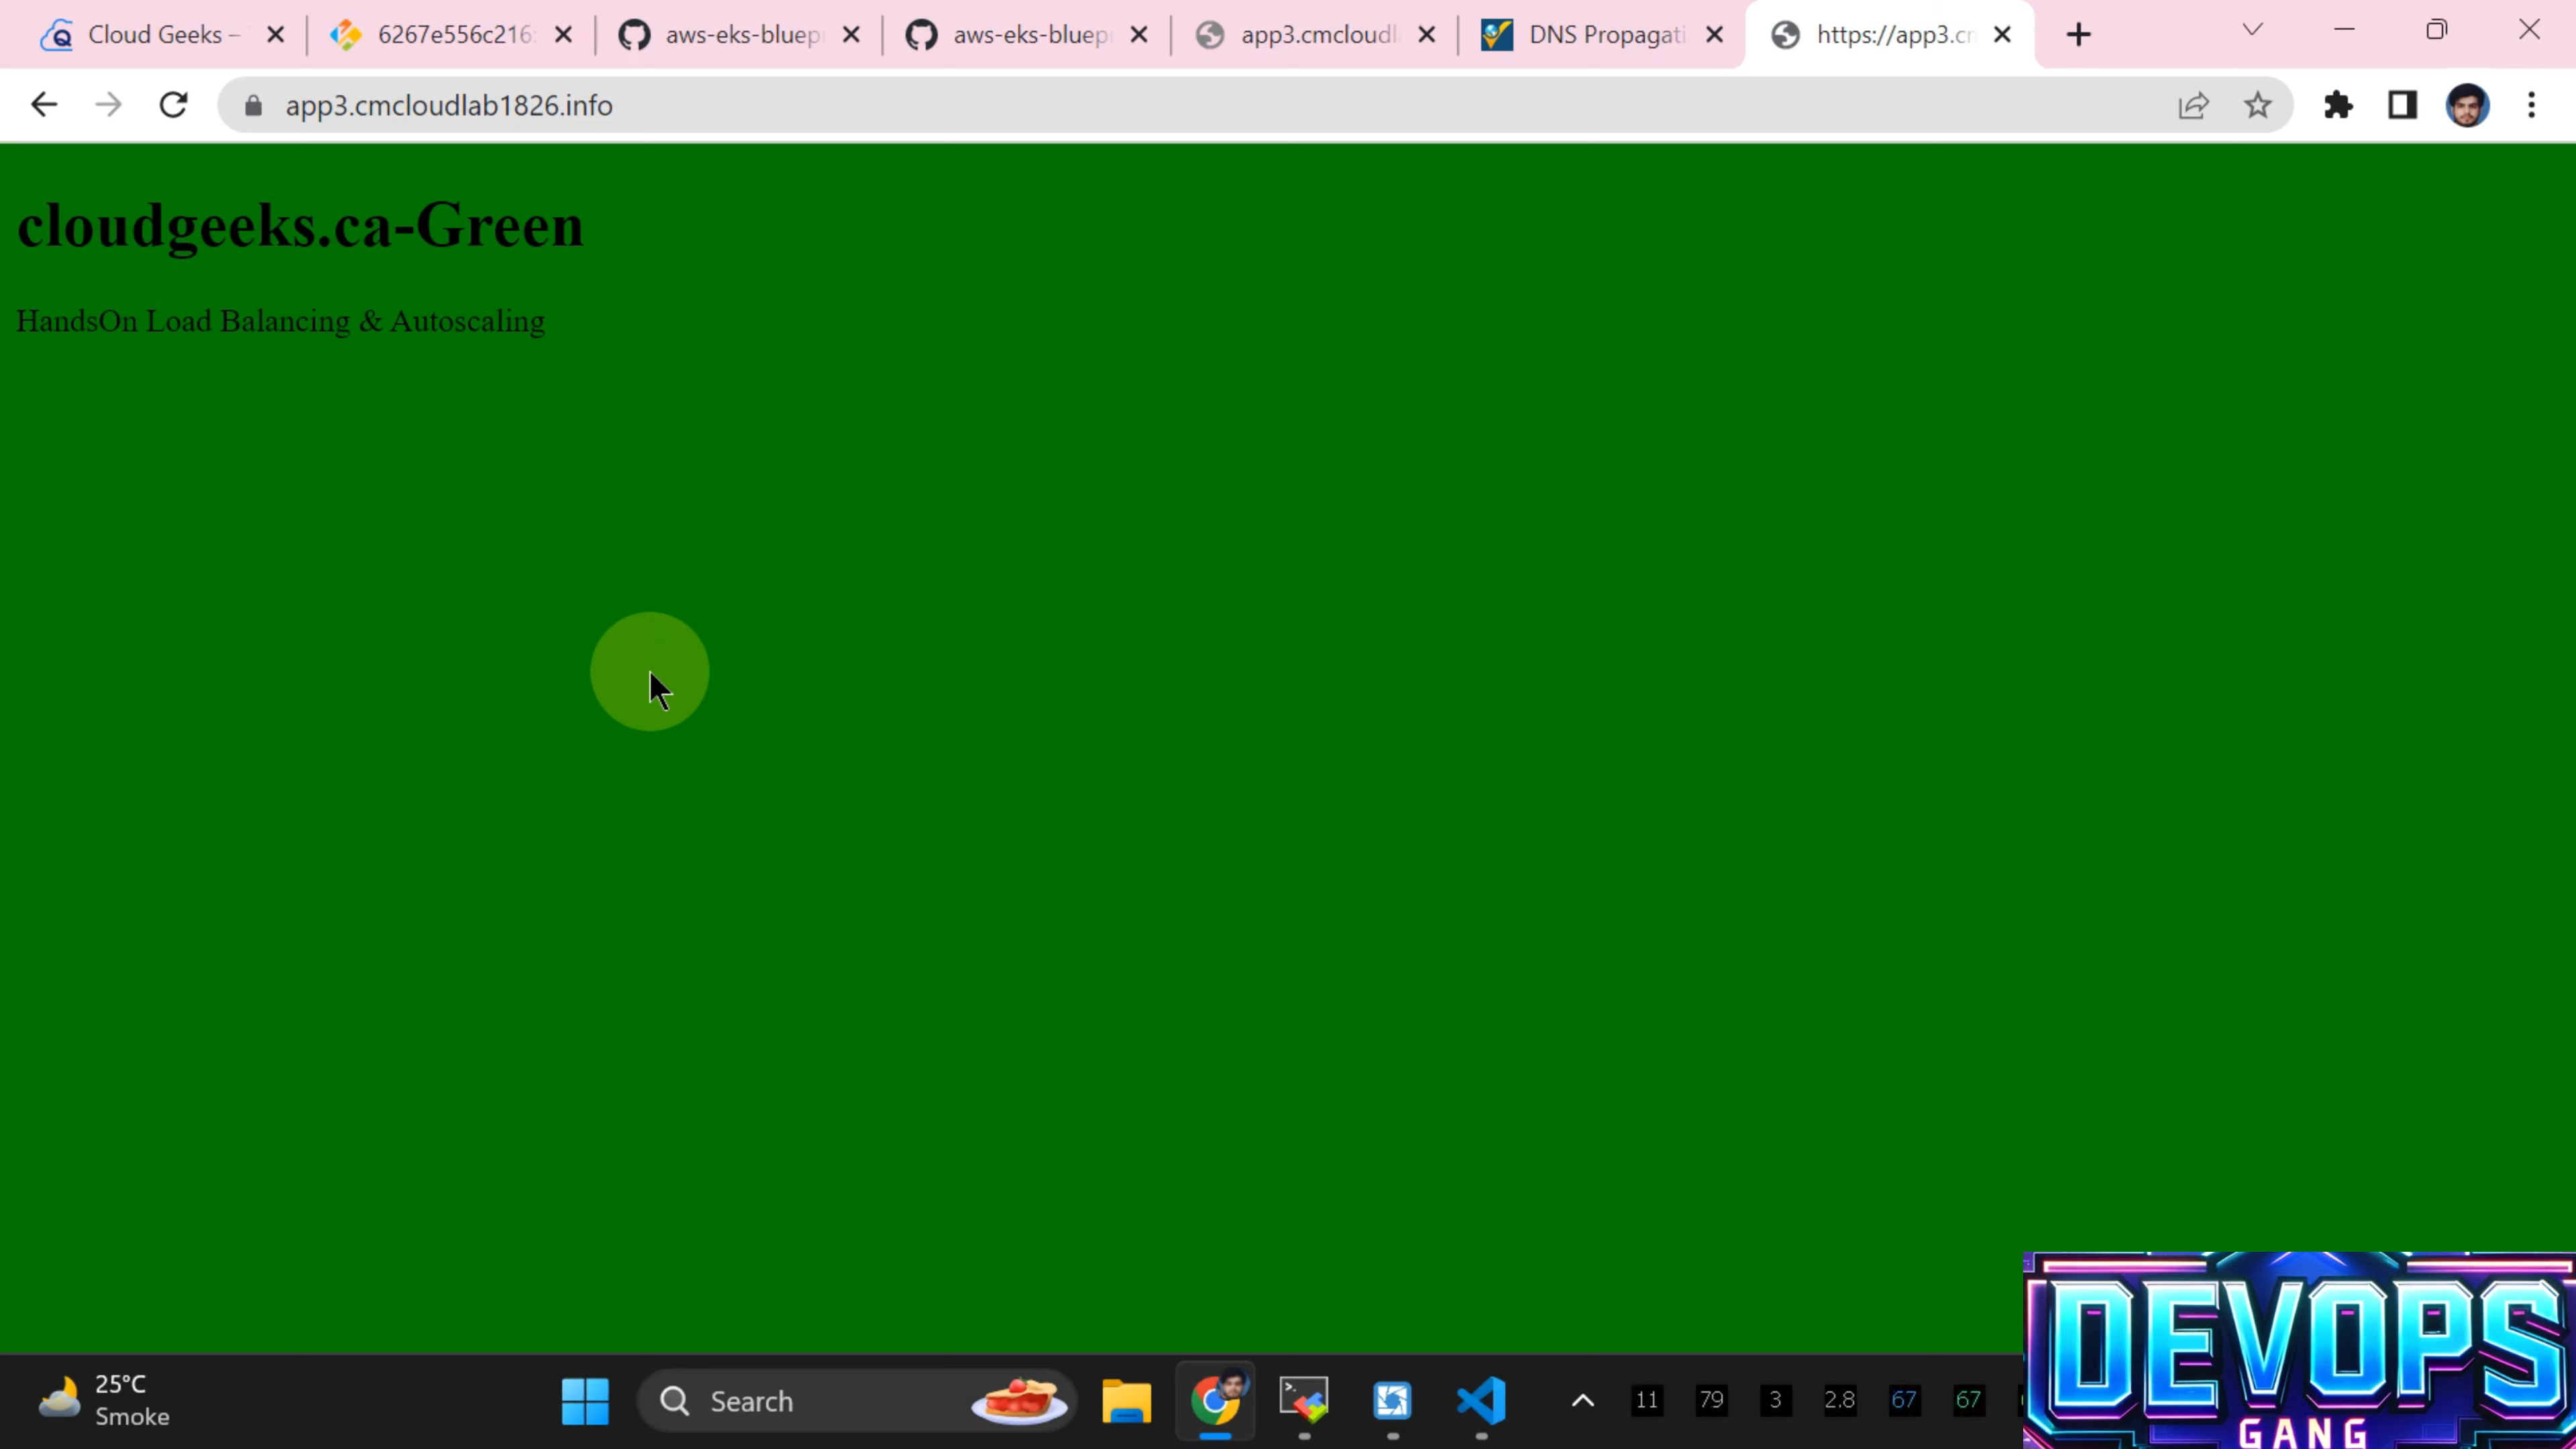 Cloud Geeks –
6267e556c216
aws-eks-bluep
aws-eks-bluep
app3.cmcloudl
DNS Propagati
https://app3.cm
app3.cmcloudlab1826.info
cloudgeeks.ca-Green
HandsOn Load Balancing & Autoscaling
25°C
Smoke
Search
11
79
3
2.8
67
67
DEVOPS
GANG